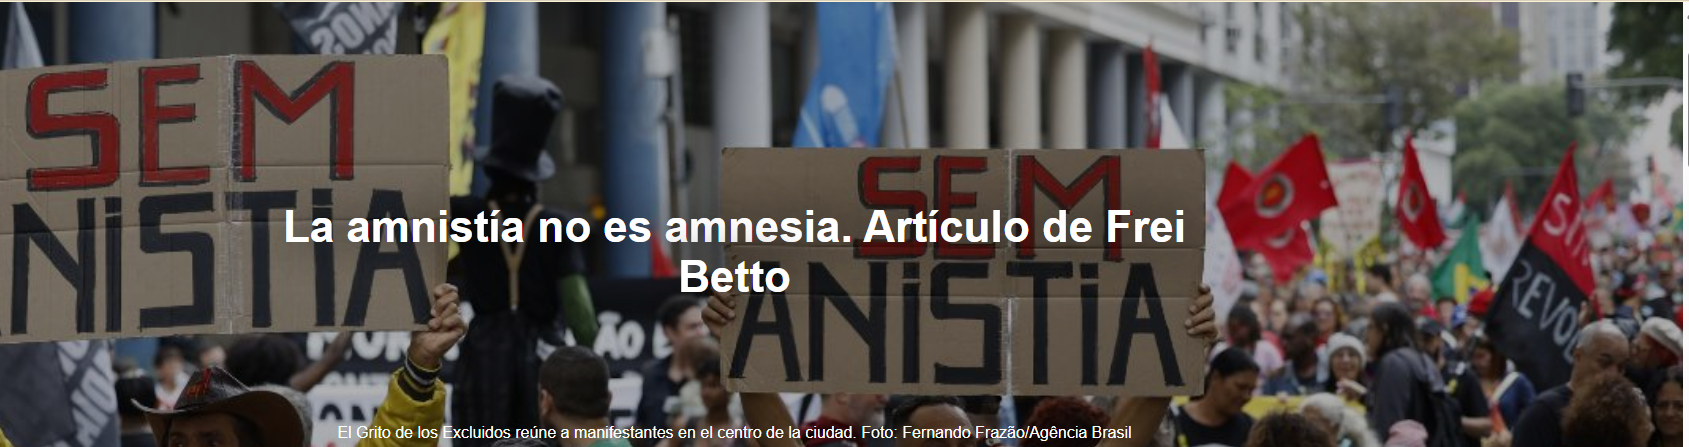 SEM
ANiSTiA
SEM
ANiSTiA
La amnistía no es amnesia. Artículo de Frei
Betto
REVOL
El Grito de los Excluidos reúne a manifestantes en el centro de la ciudad. Foto: Fernando Frazão/Agência Brasil